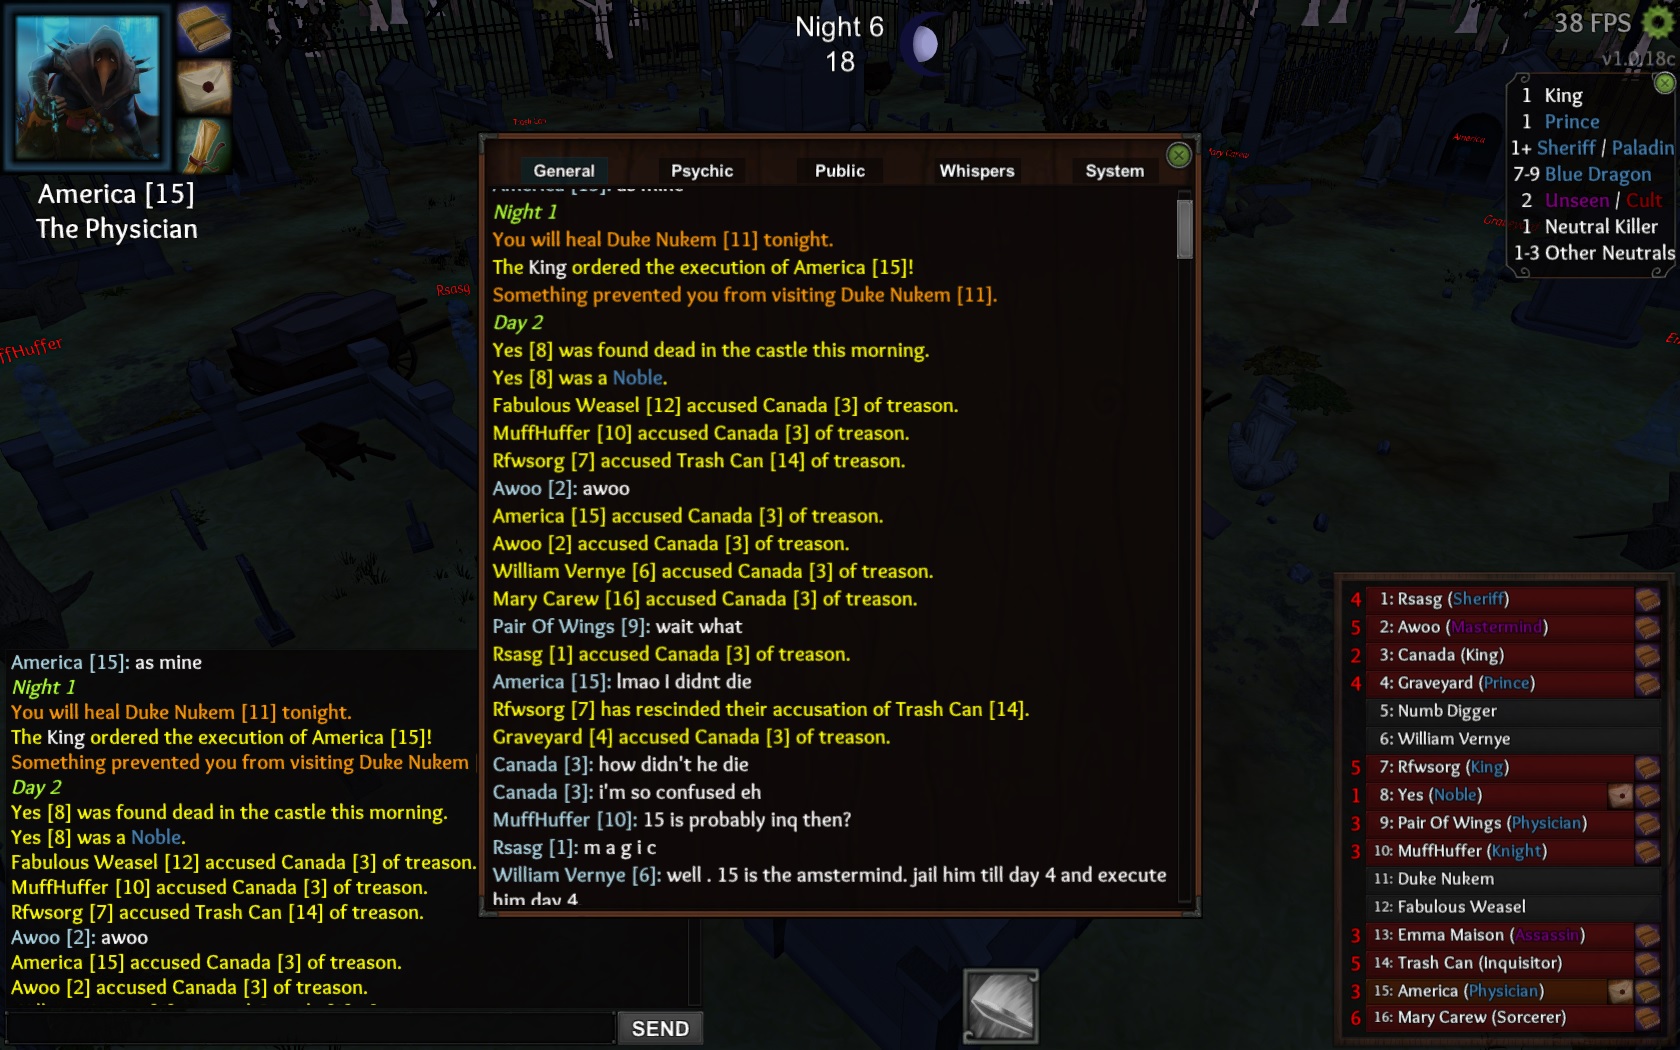 Night 6
18
38 FPS
v1.0.18c
America [15]
The Physician
1 King
1 Prince
1+ Sheriff / Paladin
7-9 Blue Dragon
2 Unseen / Cult
1 Neutral Killer
1-3 Other Neutrals
Trash Can
America
Mary Carew
Rsasg
ffHuffer
General Psychic Public Whispers System
America [15]: as mine
Night 1
You will heal Duke Nukem [11] tonight.
The King ordered the execution of America [15]!
Something prevented you from visiting Duke Nukem [11].
Day 2
Yes [8] was found dead in the castle this morning.
Yes [8] was a Noble.
Fabulous Weasel [12] accused Canada [3] of treason.
MuffHuffer [10] accused Canada [3] of treason.
Rfwsorg [7] accused Trash Can [14] of treason.
Awoo [2]: awoo
America [15] accused Canada [3] of treason.
Awoo [2] accused Canada [3] of treason.
William Vernye [6] accused Canada [3] of treason.
Mary Carew [16] accused Canada [3] of treason.
Pair Of Wings [9]: wait what
Rsasg [1] accused Canada [3] of treason.
America [15]: lmao I didnt die
Rfwsorg [7] has rescinded their accusation of Trash Can [14].
Graveyard [4] accused Canada [3] of treason.
Canada [3]: how didn't he die
Canada [3]: i'm so confused eh
MuffHuffer [10]: 15 is probably inq then?
Rsasg [1]: m a g i c
William Vernye [6]: well . 15 is the amstermind. jail him till day 4 and execute
him day 4
America [15]: as mine
Night 1
You will heal Duke Nukem [11] tonight.
The King ordered the execution of America [15]!
Something prevented you from visiting Duke Nukem
Day 2
Yes [8] was found dead in the castle this morning.
Yes [8] was a Noble.
Fabulous Weasel [12] accused Canada [3] of treason.
MuffHuffer [10] accused Canada [3] of treason.
Rfwsorg [7] accused Trash Can [14] of treason.
Awoo [2]: awoo
America [15] accused Canada [3] of treason.
Awoo [2] accused Canada [3] of treason.
SEND
4 1: Rsasg (Sheriff)
5 2: Awoo (Mastermind)
2 3: Canada (King)
4 4: Graveyard (Prince)
5: Numb Digger
6: William Vernye
5 7: Rfwsorg (King)
1 8: Yes (Noble)
3 9: Pair Of Wings (Physician)
3 10: MuffHuffer (Knight)
11: Duke Nukem
12: Fabulous Weasel
3 13: Emma Maison (Assassin)
5 14: Trash Can (Inquisitor)
3 15: America (Physician)
6 16: Mary Carew (Sorcerer)